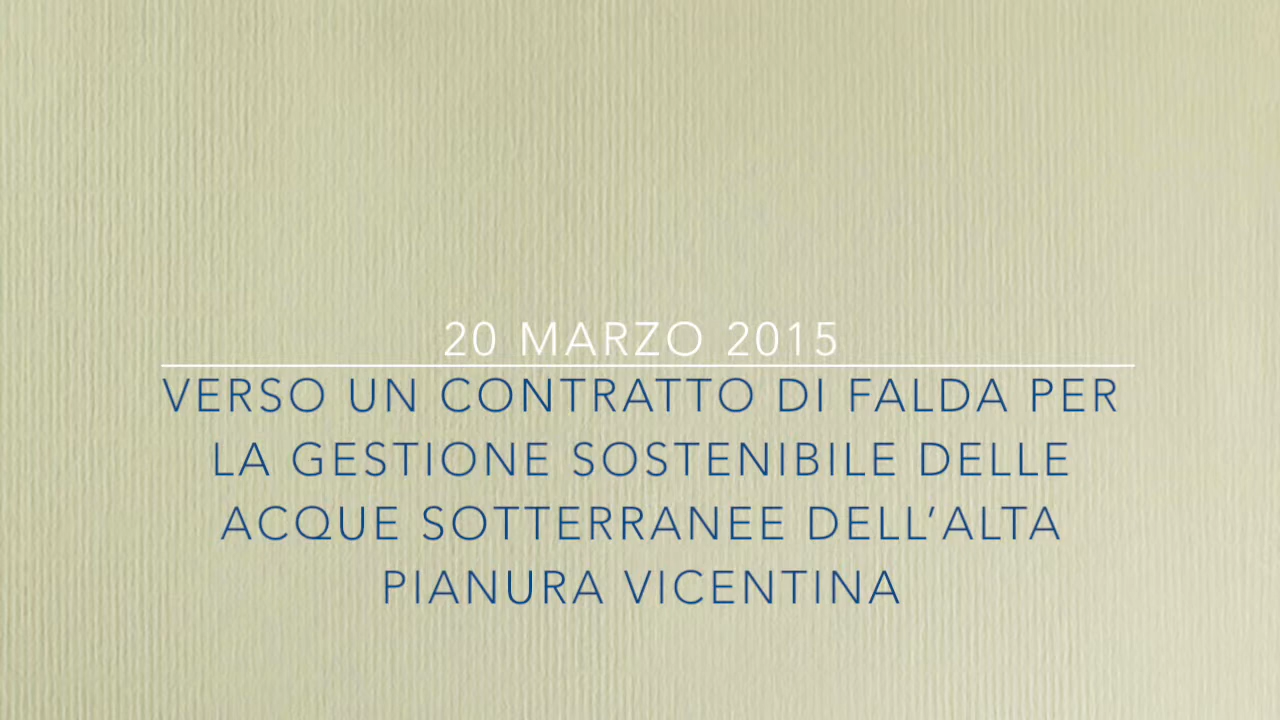 20 MARZO 2015
VERSO UN CONTRATTO DI FALDA PER
LA GESTIONE SOSTENIBILE DELLE
ACQUE SOTTERRANEE DELL’ALTA
PIANURA VICENTINA